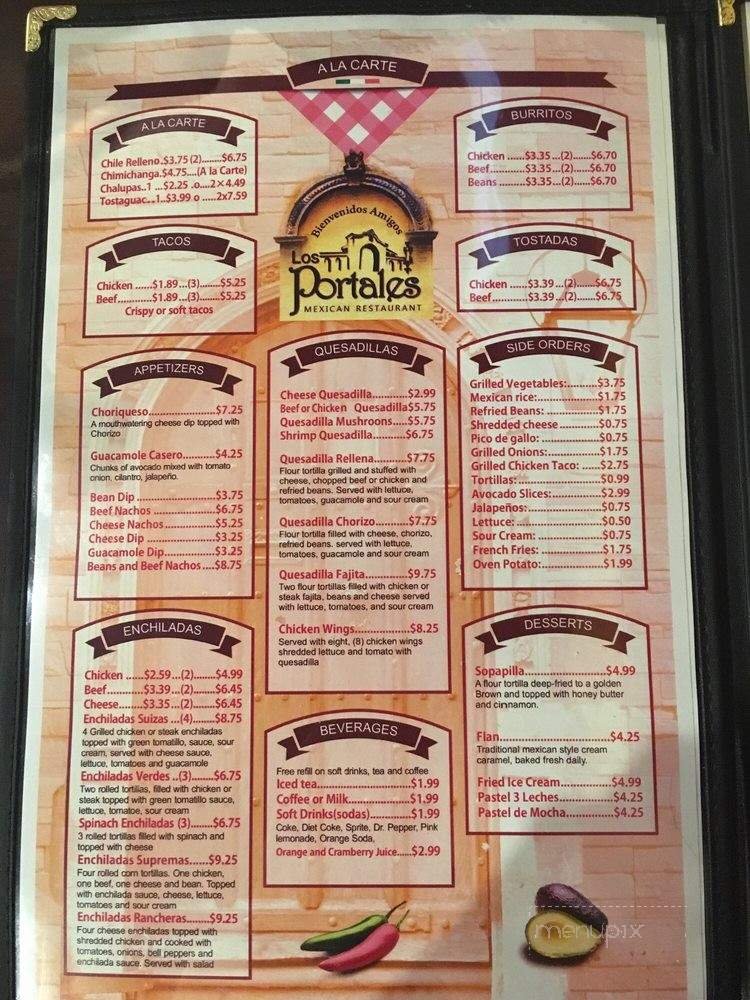 A LA CARTE
A LA CARTE
Chile Relleno.$3.75 (2).......$6.75
Chimichanga.$4.75....(A la Carte)
Chalupas..1 ...$2.25 .o....2×4.49
Tostaguac..1..$3.99 o .....2x7.59
TACOS
Chicken ......$1.89...(3)........$5.25
Beef............$1.89...(3)........$5.25
Crispy or soft tacos
Bienvenidos Amigos
Los
Portales
MEXICAN RESTAURANT
BURRITOS
Chicken ......$3.35...(2)......$6.70
Beef..........$3.35...(2)......$6.70
Beans ........$3.35...(2)......$6.70
TOSTADAS
Chicken .....$3.39...(2).......$6.75
Beef..........$3.39...(2).......$6.75
APPETIZERS
Choriqueso.........................$7.25
A mouthwatering cheese dip topped with
Chorizo
Guacamole Casero............$4.25
Chunks of avocado mixed with tomato
onion, cilantro, jalapeño.
Bean Dip ............................$3.75
Beef Nachos ......................$6.75
Cheese Nachos..................$5.25
Cheese Dip ........................$3.25
Guacamole Dip..................$3.25
Beans and Beef Nachos ....$8.75
QUESADILLAS
Cheese Quesadilla.............$2.99
Beef or Chicken Quesadilla$5.75
Quesadilla Mushroons.....$5.75
Shrimp Quesadilla............$6.75
Quesadilla Rellena...........$7.75
Flour tortilla grilled and stuffed with
cheese, chopped beef or chicken and
refried beans. Served with lettuce,
tomatoes, guacamole and sour cream
Quesadilla Chorizo............$7.75
Flour tortilla filled with cheese, chorizo,
refried beans. served with lettuce,
tomatoes, guacamole and sour cream
Quesadilla Fajita...............$9.75
Two flour tortillas filled with chicken or
steak fajita, beans and cheese served
with lettuce, tomatoes, and sour cream
Chicken Wings....................$8.25
Served with eight, (8) chicken wings
shredded lettuce and tomato with
quesadilla
SIDE ORDERS
Grilled Vegetables:..........$3.75
Mexican rice:....................$1.75
Refried Beans: .................$1.75
Shredded cheese .............$0.75
Pico de gallo: ...................$0.75
Grilled Onions:.................$1.75
Grilled Chicken Taco: ......$2.75
Tortillas:...........................$0.99
Avocado Slices:................$2.99
Jalapeños:........................$0.75
Lettuce: ...........................$0.50
Sour Cream: ....................$0.75
French Fries: ....................$1.75
Oven Potato:....................$1.99
ENCHILADAS
Chicken .....$2.59...(2)........$4.99
Beef...........$3.39...(2)........$6.45
Cheese.......$3.35...(2)........$6.45
Enchiladas Suizas ...(4).......$8.75
4 Grilled chicken or steak enchiladas
topped with green tomatillo, sauce, sour
cream, served with cheese sauce,
lettuce, tomatoes and guacamole
Enchiladas Verdes ..(3).......$6.75
Two rolled tortillas, filled with chicken or
steak topped with green tomatillo sauce,
lettuce, tomatoe, sour cream
Spinach Enchiladas (3).......$6.75
3 rolled tortillas filled with spinach and
topped with cheese
Enchiladas Supremas......$9.25
Four rolled corn tortillas. One chicken,
one beef, one cheese and bean. Topped
with enchilada sauce, cheese, lettuce,
tomatoes and sour cream
Enchiladas Rancheras........$9.25
Four cheese enchiladas topped with
shredded chicken and cooked with
tomatoes, onions, bell peppers and
enchilada sauce. Served with salad
BEVERAGES
Free refill on soft drinks, tea and coffee
Iced tea.............................$1.99
Coffee or Milk...................$1.99
Soft Drinks(sodas)............$1.99
Coke, Diet Coke, Sprite, Dr. Pepper, Pink
lemonade, Orange Soda,
Orange and Cramberry Juice.....$2.99
DESSERTS
Sopapilla..........................$4.99
A flour tortilla deep-fried to a golden
Brown and topped with honey butter
and cinnamon.
Flan....................................$4.25
Traditional mexican style cream
caramel, baked fresh daily.
Fried Ice Cream................$4.99
Pastel 3 Leches.................$4.25
Pastel de Mocha...............$4.25
menupix